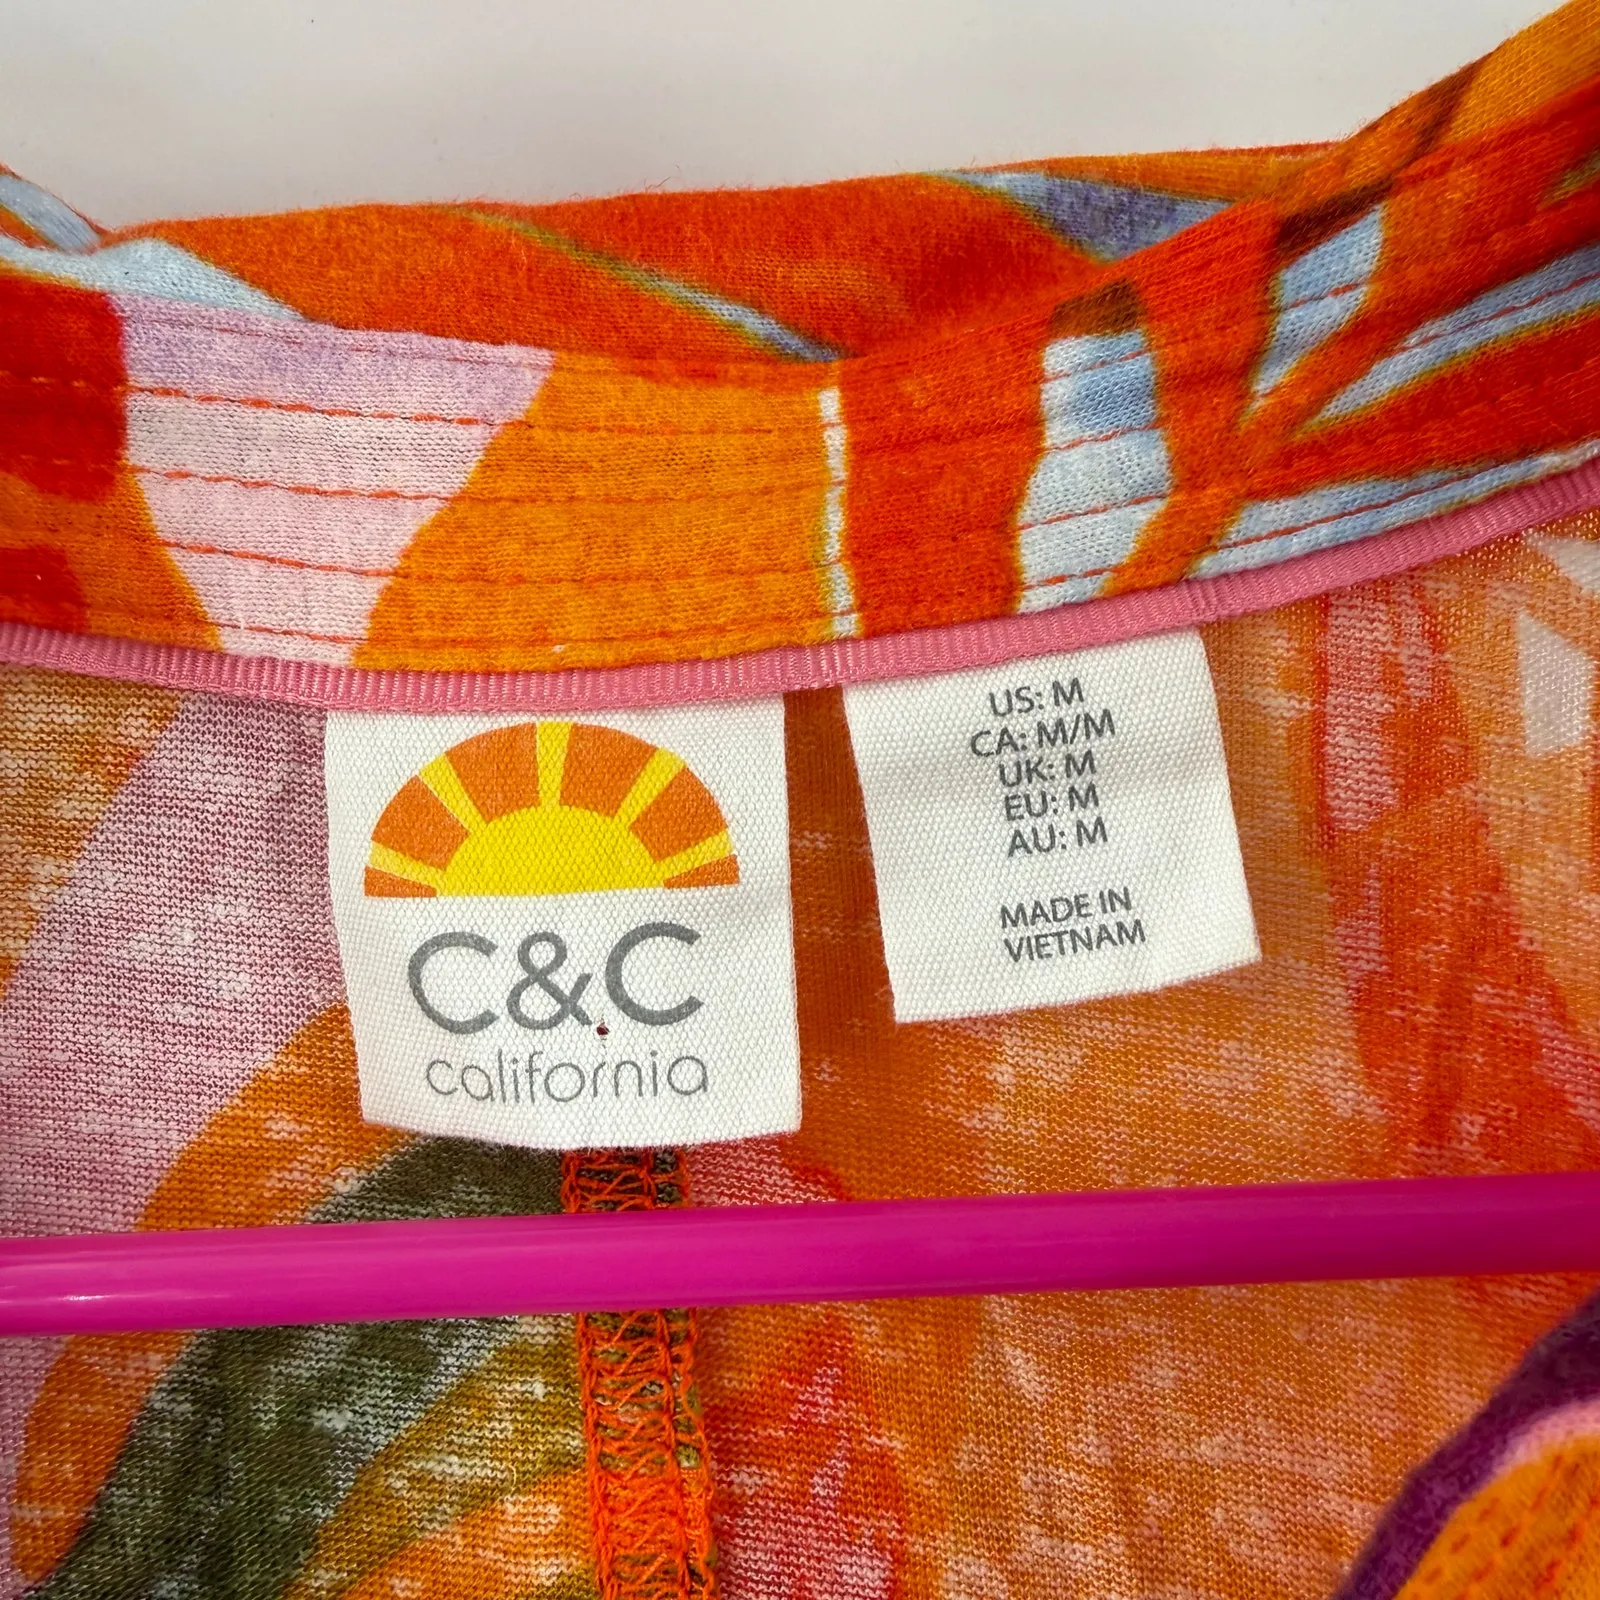 C&C
california
US: M
CA: M/M
UK: M
EU: M
AU: M
MADE IN
VIETNAM